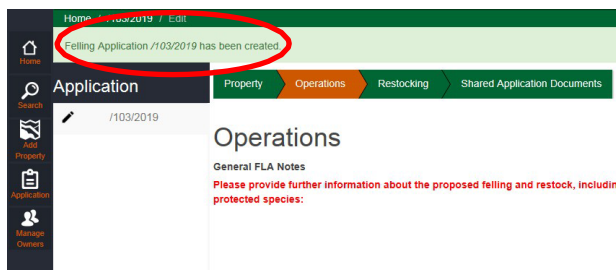 Home / /103/2019 / Edit
Felling Application /103/2019 has been created.
Home
Search
Add
Property
Application
Manage
Owners
Application
/103/2019
Property
Operations
Restocking
Shared Application Documents
Operations
General FLA Notes
Please provide further information about the proposed felling and restock, includin
protected species: